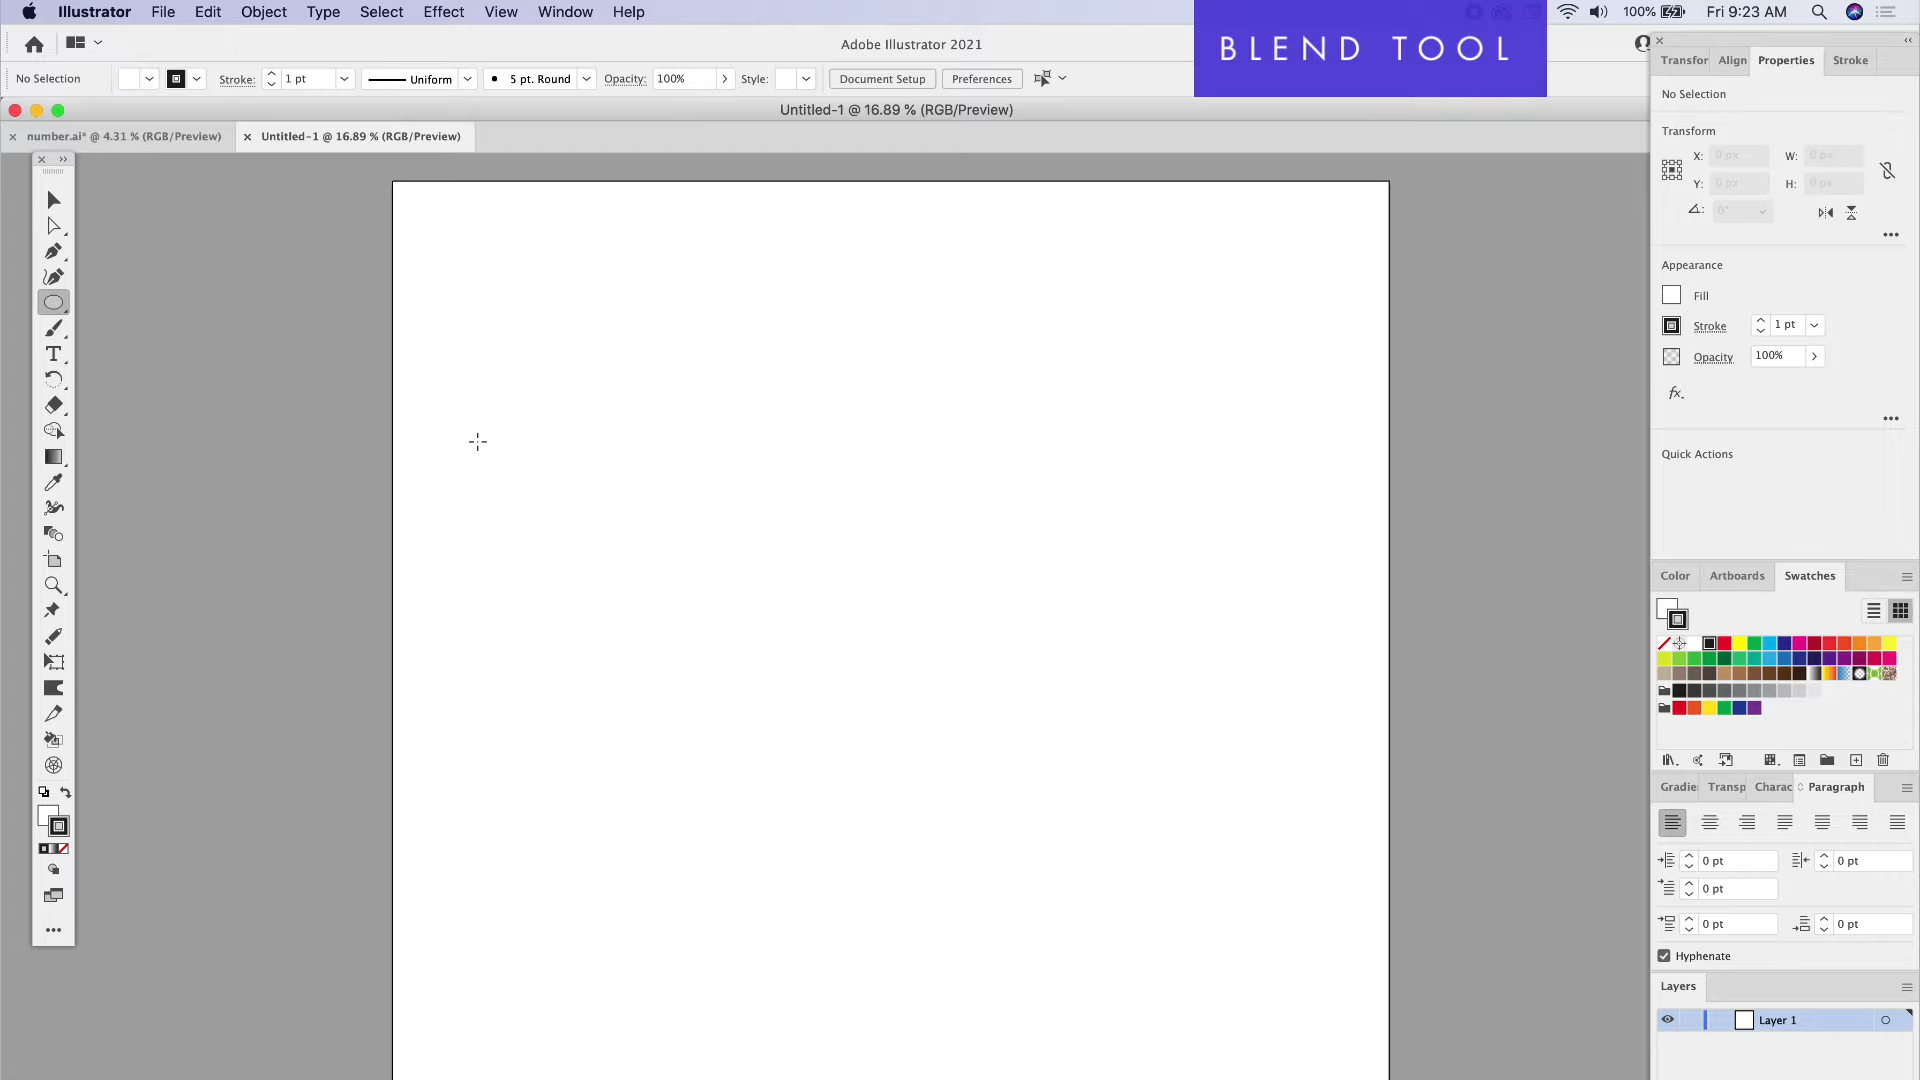 Illustrator File Edit Object Type Select Effect View Window Help
100% Fri 9:23 AM
BLEND TOOL
Adobe Illustrator 2021
No Selection Stroke: 1 pt Uniform 5 pt. Round Opacity: 100% Style: Document Setup Preferences
Untitled-1 @ 16.89 % (RGB/Preview)
number.ai* @ 4.31 % (RGB/Preview) Untitled-1 @ 16.89 % (RGB/Preview)
Transfor Align Properties Stroke
No Selection
Transform
X: 0 px W: 0 px
Y: 0 px H: 0 px
0°
Appearance
Fill
Stroke 1 pt
Opacity 100%
fx.
Quick Actions
Color Artboards Swatches
Gradie Transp Charac Paragraph
0 pt 0 pt
0 pt
0 pt 0 pt
Hyphenate
Layers
Layer 1